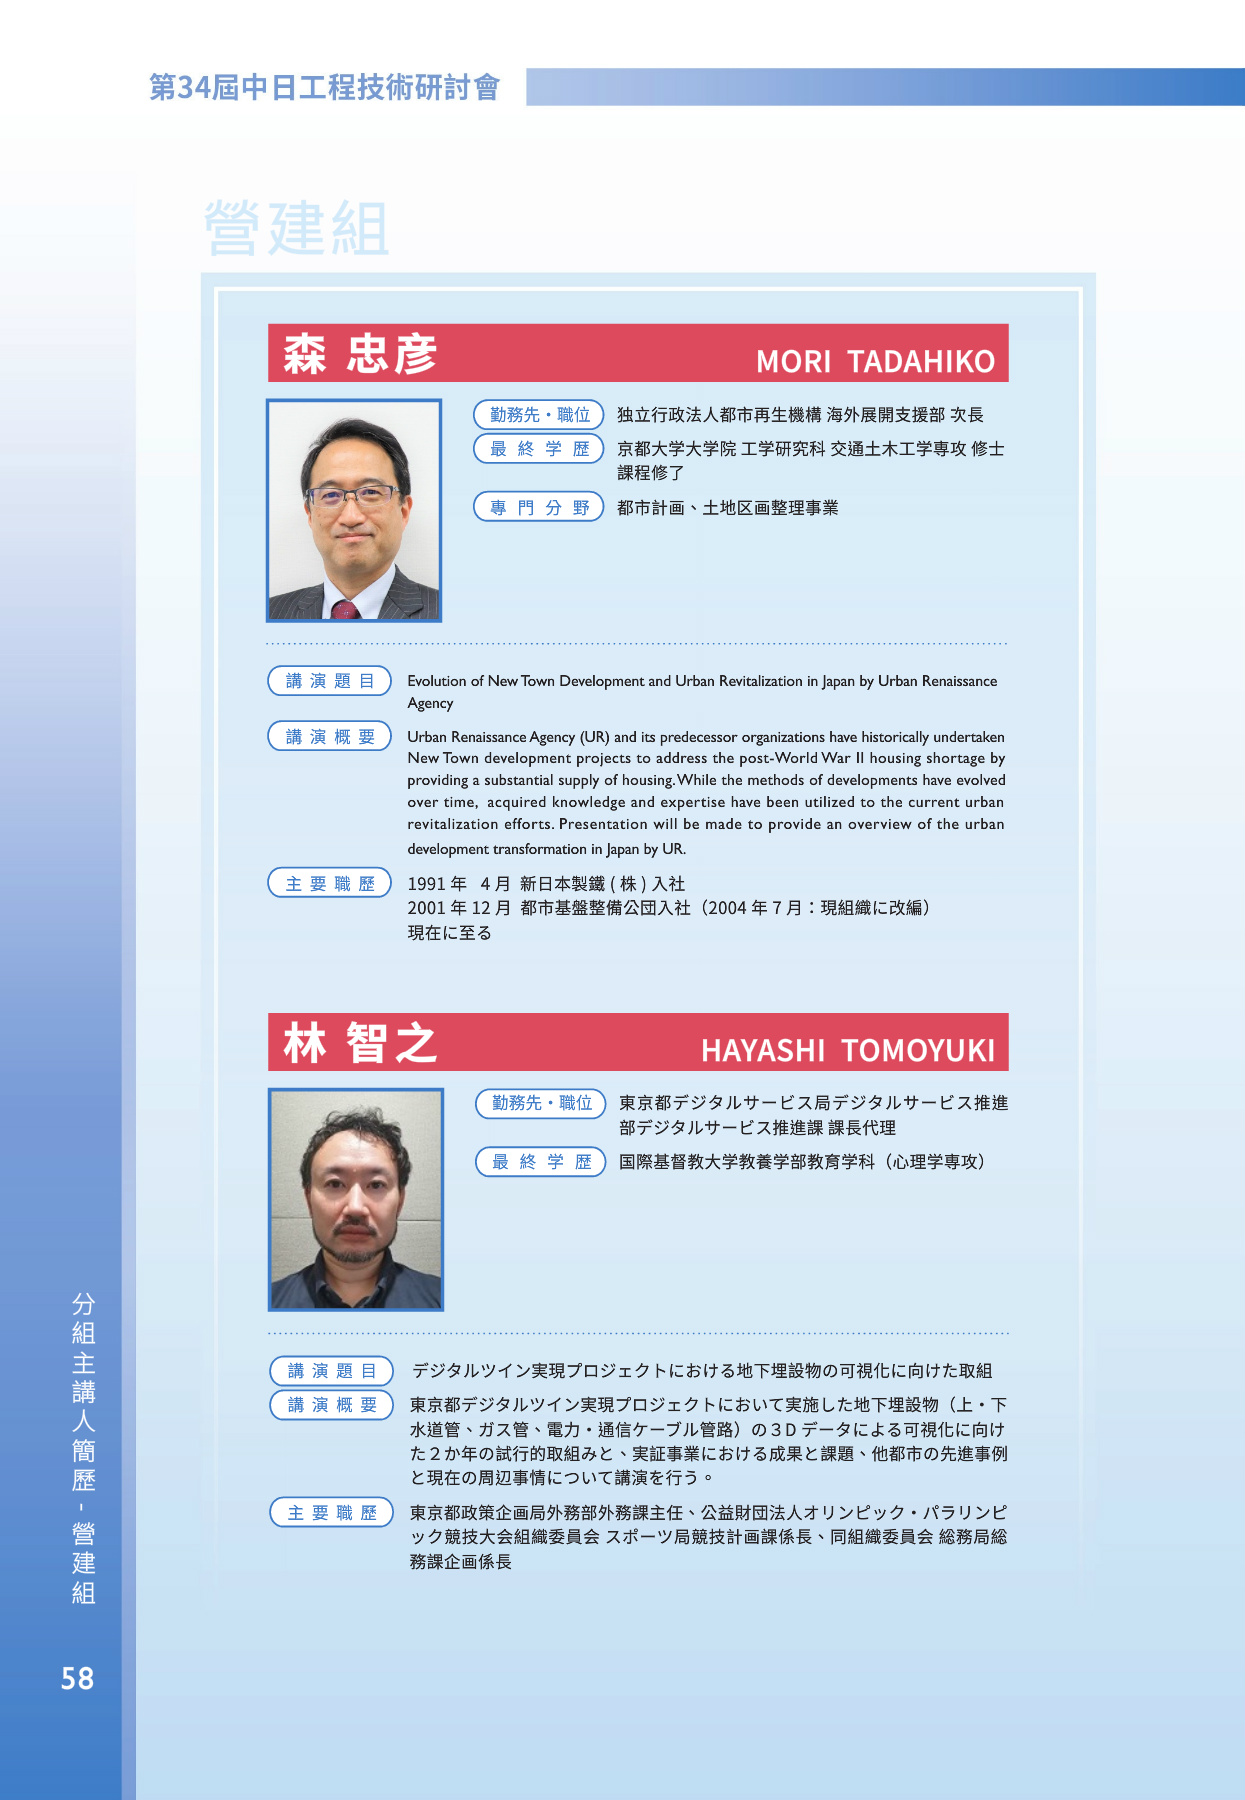 第34屆中日工程技術研討會
營建組
森 忠彦 MORI TADAHIKO
勤務先・職位 独立行政法人都市再生機構 海外展開支援部 次長
最終学歴 京都大学大学院 工学研究科 交通土木工学専攻 修士
課程修了
専門分野 都市計画、土地区画整理事業
講演題目 Evolution of New Town Development and Urban Revitalization in Japan by Urban Renaissance
Agency
講演概要 Urban Renaissance Agency (UR) and its predecessor organizations have historically undertaken
New Town development projects to address the post-World War II housing shortage by
providing a substantial supply of housing. While the methods of developments have evolved
over time, acquired knowledge and expertise have been utilized to the current urban
revitalization efforts. Presentation will be made to provide an overview of the urban
development transformation in Japan by UR.
主要職歴 1991 年 4 月 新日本製鐵 ( 株 ) 入社
2001 年 12 月 都市基盤整備公団入社（2004 年 7 月：現組織に改編）
現在に至る
林 智之 HAYASHI TOMOYUKI
勤務先・職位 東京都デジタルサービス局デジタルサービス推進
部デジタルサービス推進課 課長代理
最終学歴 国際基督教大学教養学部教育学科（心理学専攻）
講演題目 デジタルツイン実現プロジェクトにおける地下埋設物の可視化に向けた取組
講演概要 東京都デジタルツイン実現プロジェクトにおいて実施した地下埋設物（上・下
水道管、ガス管、電力・通信ケーブル管路）の３D データによる可視化に向け
た２か年の試行的取組みと、実証事業における成果と課題、他都市の先進事例
と現在の周辺事情について講演を行う。
主要職歴 東京都政策企画局外務部外務課主任、公益財団法人オリンピック・パラリンピ
ック競技大会組織委員会 スポーツ局競技計画課係長、同組織委員会 総務局総
務課企画係長
分組主講人簡歷-營建組
58